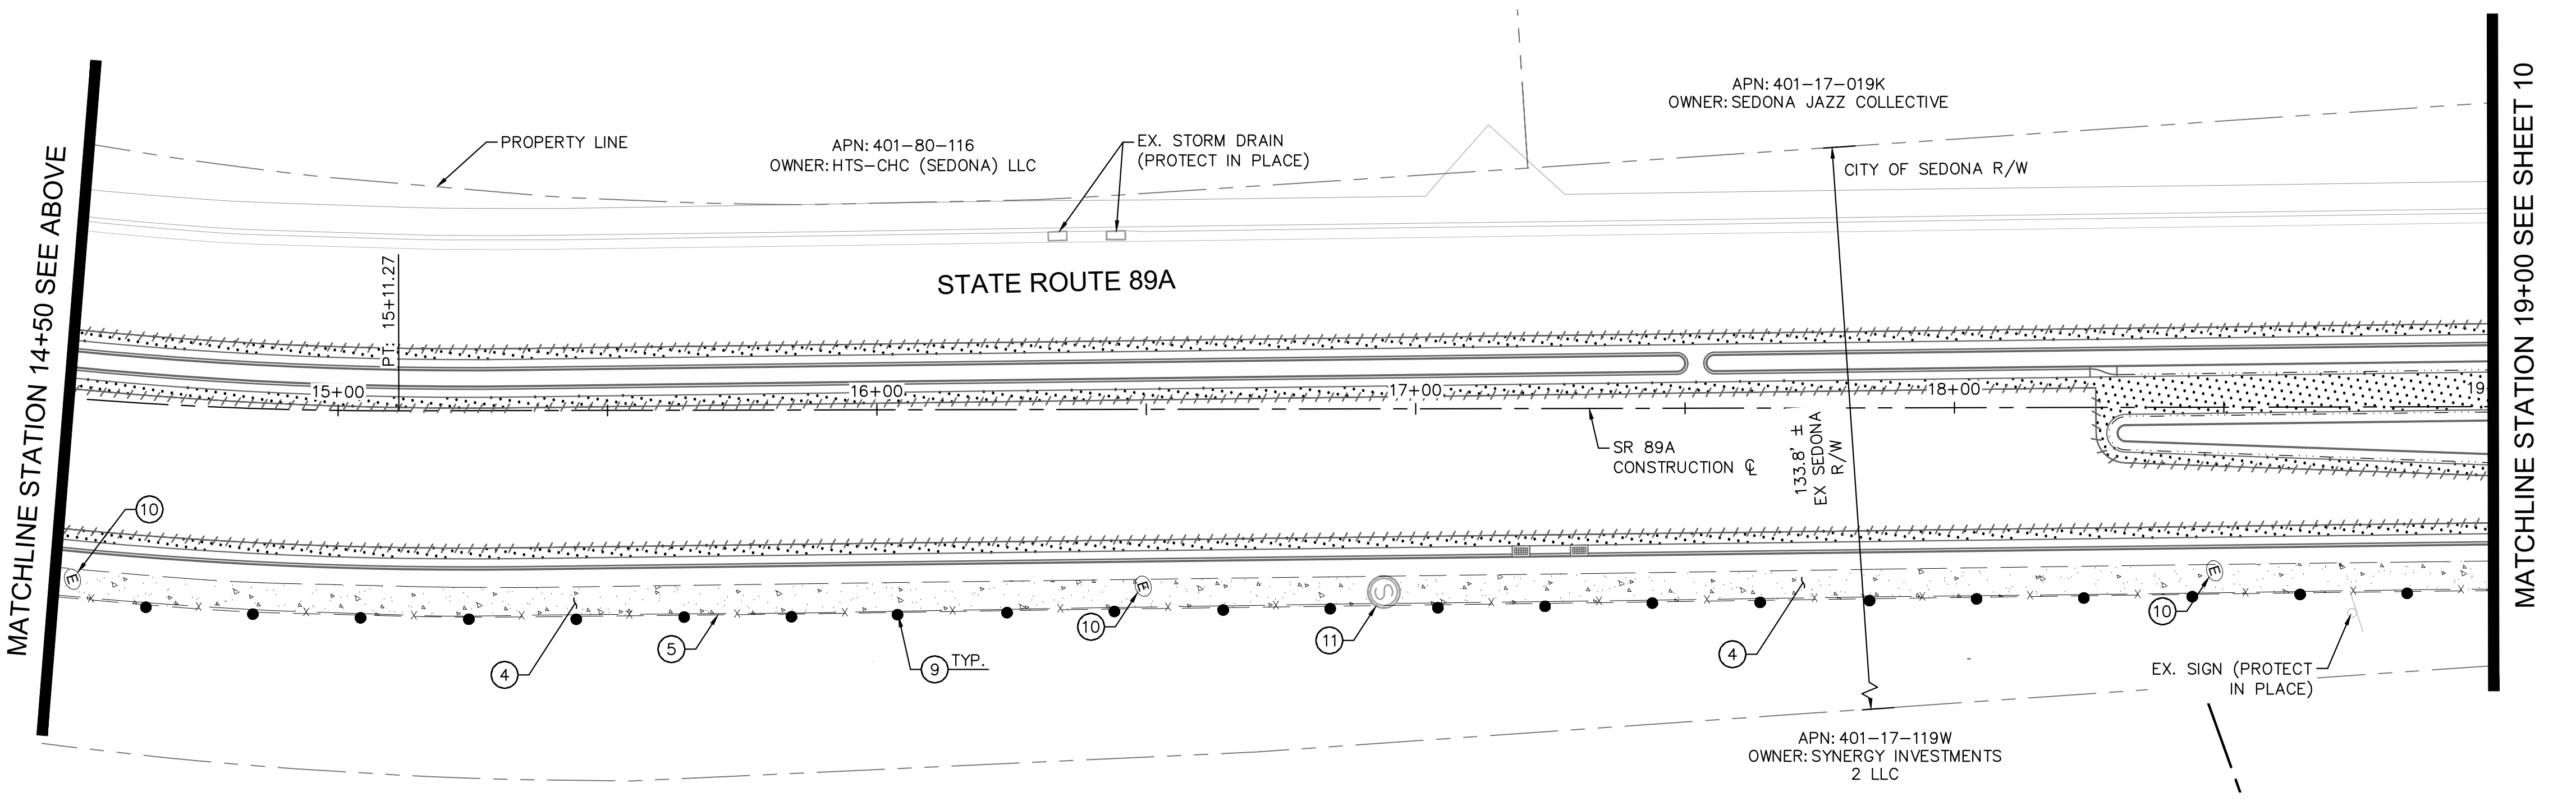 MATCHLINE STATION 14+50 SEE ABOVE
PROPERTY LINE
APN: 401-80-116
OWNER: HTS-CHC (SEDONA) LLC
EX. STORM DRAIN
(PROTECT IN PLACE)
APN: 401-17-019K
OWNER: SEDONA JAZZ COLLECTIVE
CITY OF SEDONA R/W
MATCHLINE STATION 19+00 SEE SHEET 10
PT: 15+11.27
STATE ROUTE 89A
15+00
16+00
17+00
18+00
19
SR 89A
CONSTRUCTION ℄
133.8' ±
EX SEDONA
R/W
10
E
E
S
E
4
5
9 TYP.
10
11
4
10
EX. SIGN (PROTECT
IN PLACE)
APN: 401-17-119W
OWNER: SYNERGY INVESTMENTS
2 LLC